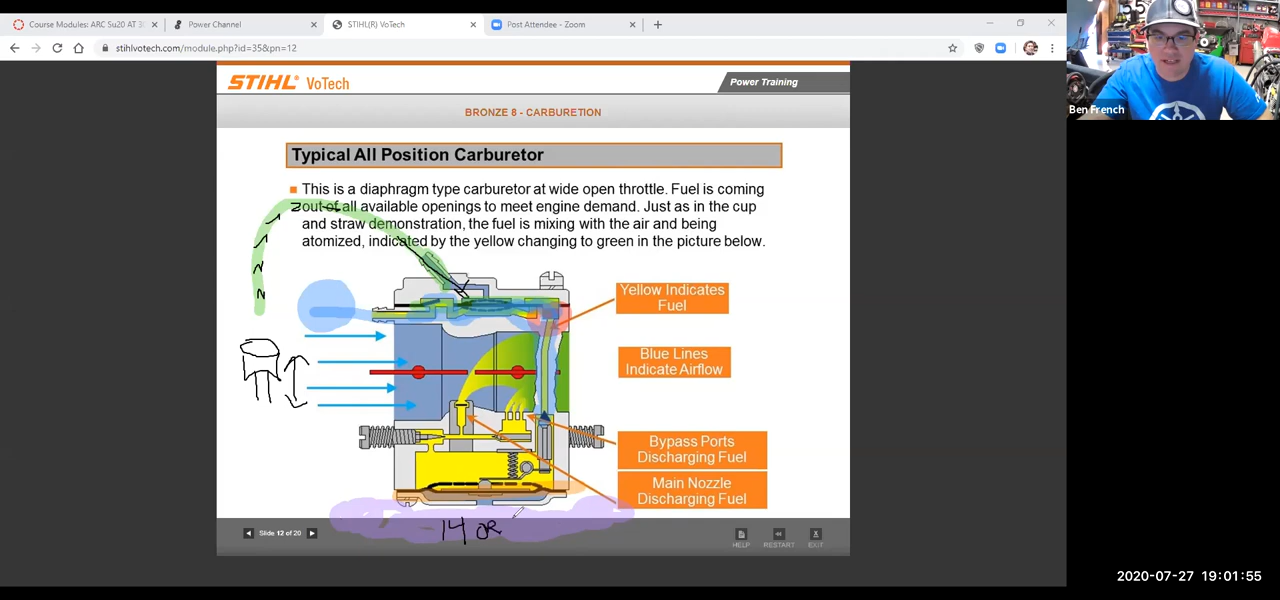 Course Modules: ARC Su20 AT 3
Power Channel
STIHL(R) VoTech
Post Attendee - Zoom
stihlvotech.com/module.php?id=35&pn=12
Ben French
STIHL® VoTech
Power Training
BRONZE 8 - CARBURETION
Typical All Position Carburetor
This is a diaphragm type carburetor at wide open throttle. Fuel is coming
out of all available openings to meet engine demand. Just as in the cup
and straw demonstration, the fuel is mixing with the air and being
atomized, indicated by the yellow changing to green in the picture below.
Yellow Indicates
Fuel
Blue Lines
Indicate Airflow
Bypass Ports
Discharging Fuel
Main Nozzle
Discharging Fuel
14 OR
Slide 12 of 20
HELP
RESTART
EXIT
2020-07-27 19:01:55